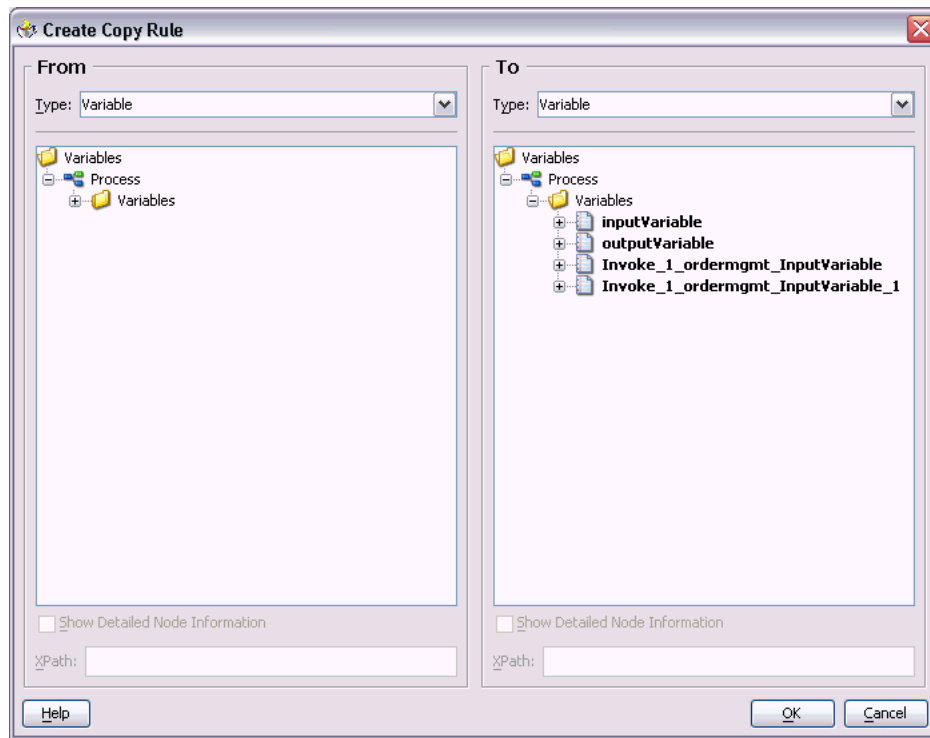 Create Copy Rule
From
Type: Variable
Variables
Process
Variables
Show Detailed Node Information
XPath:
To
Type: Variable
Variables
Process
Variables
inputVariable
outputVariable
Invoke_1_ordermgmt_InputVariable
Invoke_1_ordermgmt_InputVariable_1
Show Detailed Node Information
XPath:
Help
OK
Cancel